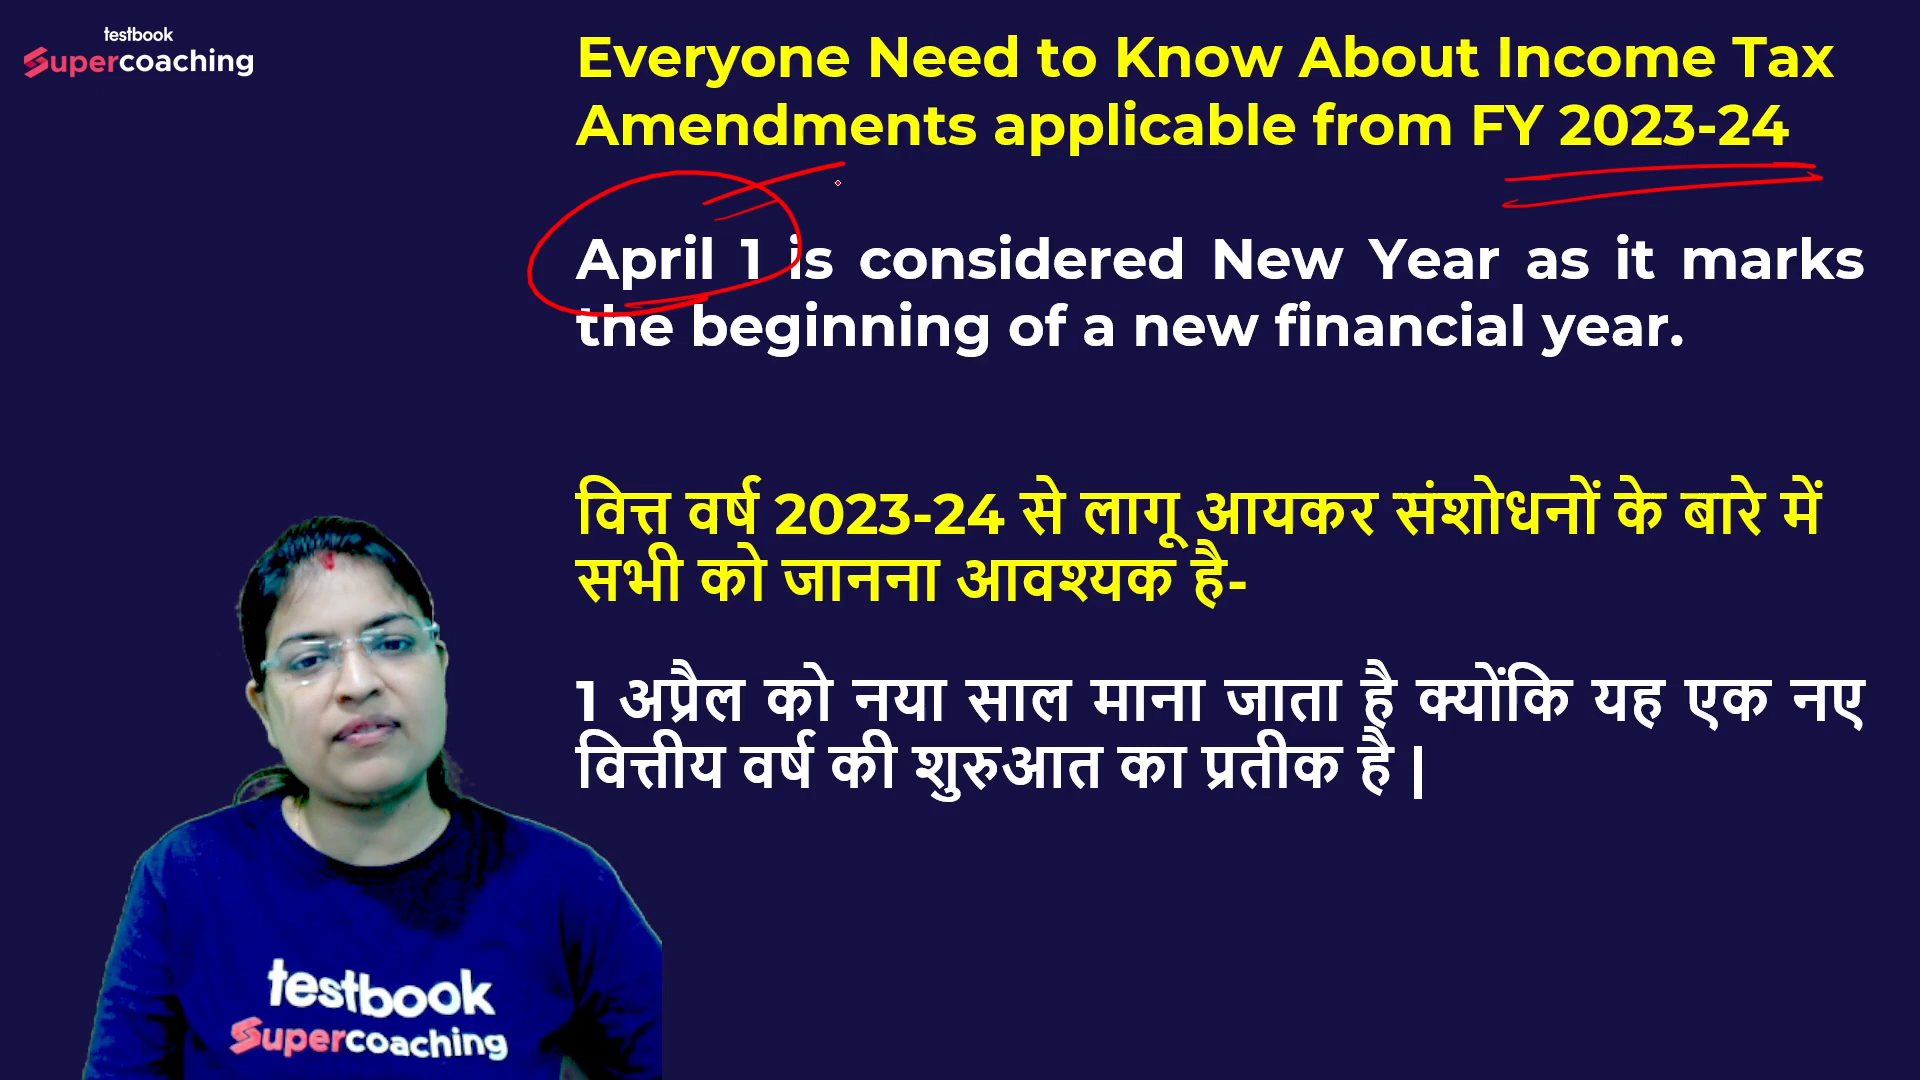 testbook
Supercoaching
Everyone Need to Know About Income Tax
Amendments applicable from FY 2023-24
April 1 is considered New Year as it marks
the beginning of a new financial year.
वित्त वर्ष 2023-24 से लागू आयकर संशोधनों के बारे में
सभी को जानना आवश्यक है-
1 अप्रैल को नया साल माना जाता है क्योंकि यह एक नए
वित्तीय वर्ष की शुरुआत का प्रतीक है |
testbook
Supercoaching